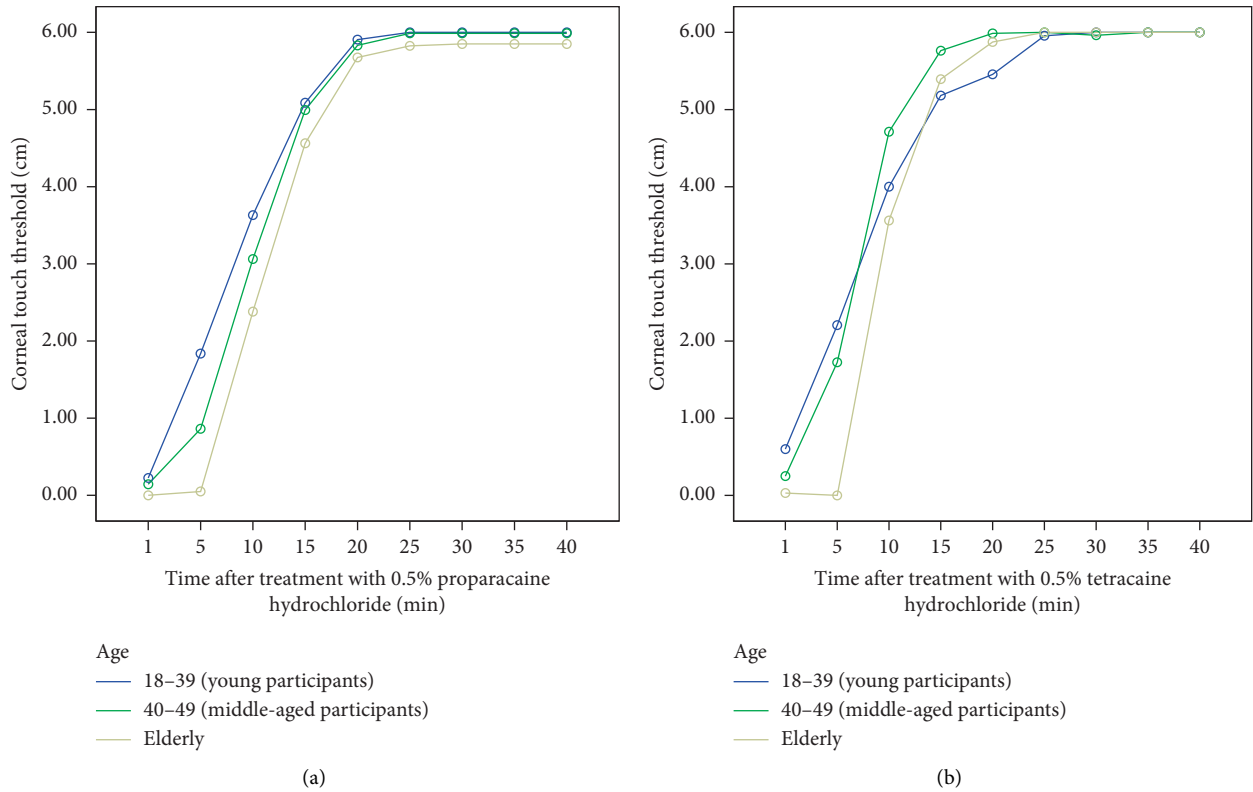 Corneal touch threshold (cm)
6.00
5.00
4.00
3.00
2.00
1.00
0.00
1 5 10 15 20 25 30 35 40
Time after treatment with 0.5% proparacaine
hydrochloride (min)
Age
18–39 (young participants)
40–49 (middle-aged participants)
Elderly
(a)
Corneal touch threshold (cm)
6.00
5.00
4.00
3.00
2.00
1.00
0.00
1 5 10 15 20 25 30 35 40
Time after treatment with 0.5% tetracaine
hydrochloride (min)
Age
18–39 (young participants)
40–49 (middle-aged participants)
Elderly
(b)